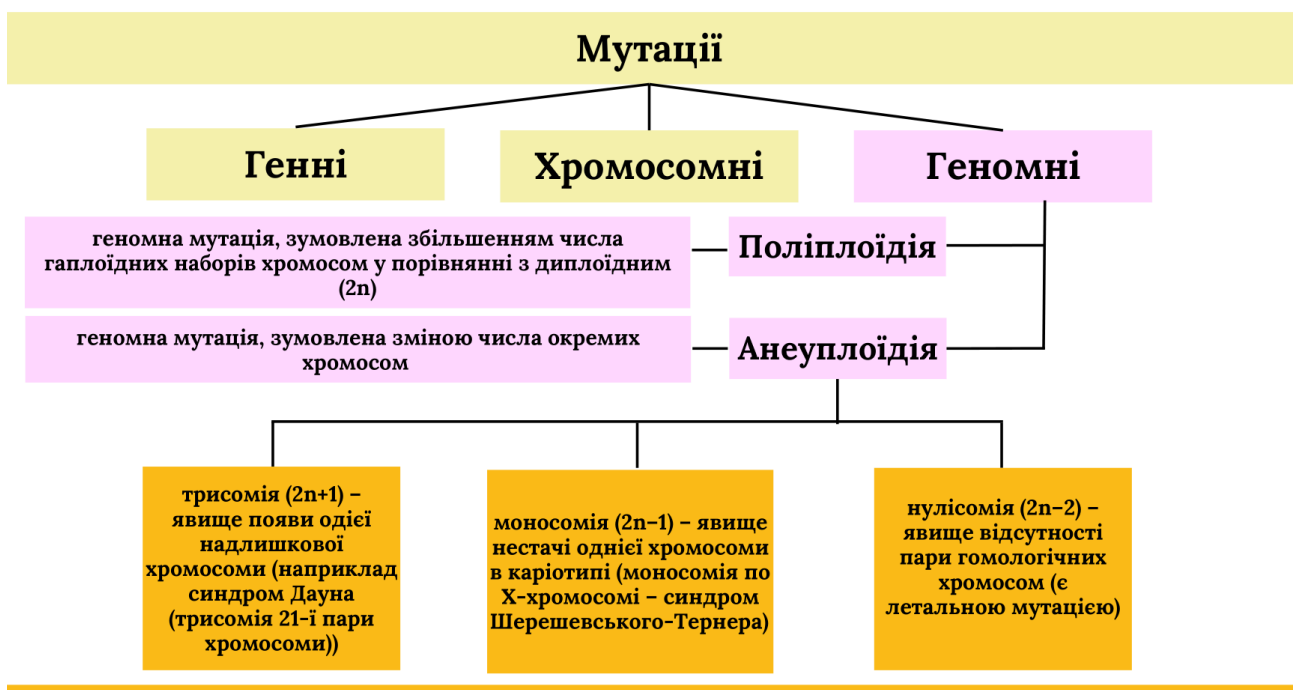 Мутації
Генні
Хромосомні
Геномні
геномна мутація, зумовлена збільшенням числа
гаплоїдних наборів хромосом у порівнянні з диплоїдним
(2n)
Поліплоїдія
геномна мутація, зумовлена зміною числа окремих
хромосом
Анеуплоїдія
трисомія (2n+1) –
явище появи одієї
надлишкової
хромосоми (наприклад
синдром Дауна
(трисомія 21-ї пари
хромосоми))
моносомія (2n–1) – явище
нестачі однієї хромосоми
в каріотипі (моносомія по
Х-хромосомі – синдром
Шерешевського-Тернера)
нулісомія (2n–2) –
явище відсутності
пари гомологічних
хромосом (є
летальною мутацією)